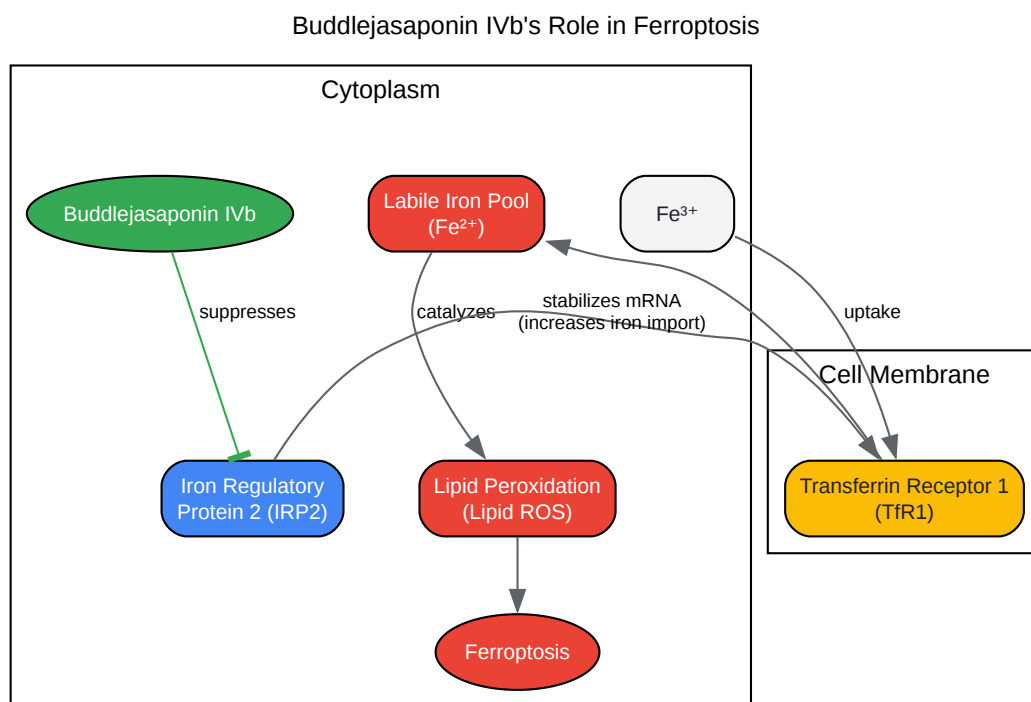 Buddlejasaponin IVb's Role in Ferroptosis
Cytoplasm
Buddlejasaponin IVb
Labile Iron Pool
(Fe²⁺)
Fe³⁺
suppresses
catalyzes
stabilizes mRNA
(increases iron import)
uptake
Cell Membrane
Iron Regulatory
Protein 2 (IRP2)
Lipid Peroxidation
(Lipid ROS)
Transferrin Receptor 1
(TfR1)
Ferroptosis